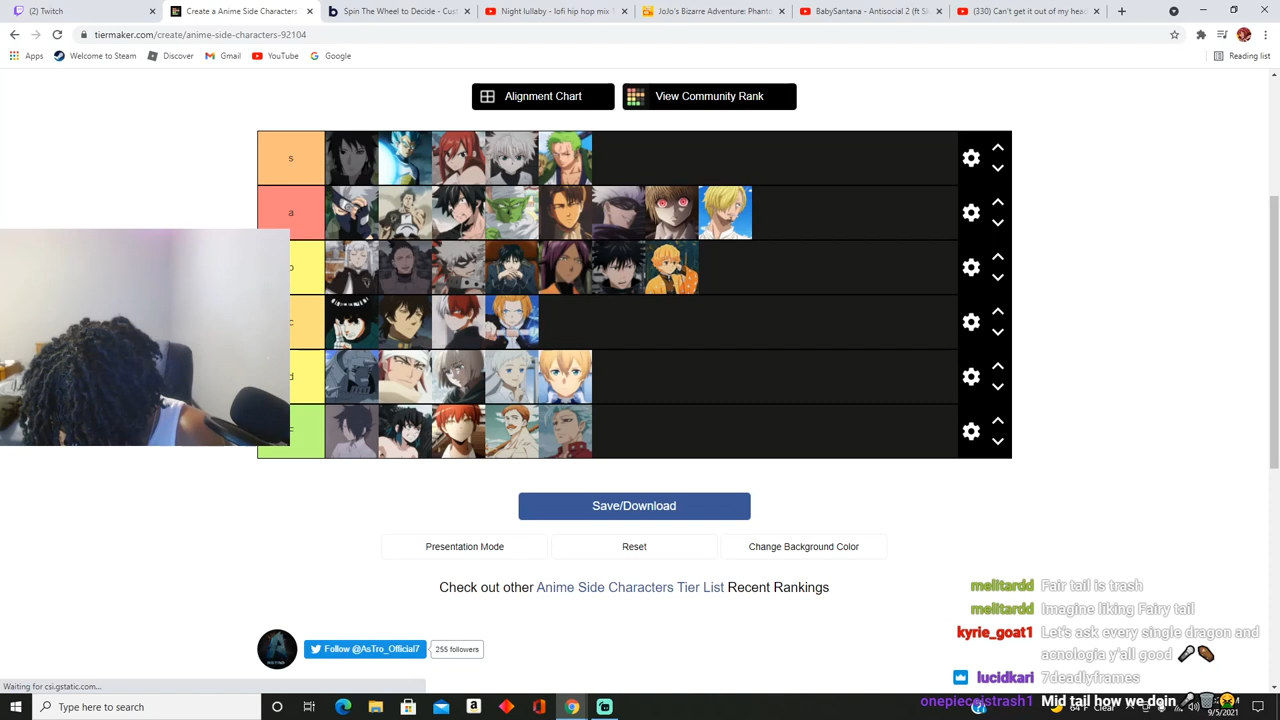 (2) Twitch
Create a Anime Side Characters
Spin The Wheel to Decide - Cust
Night lullaby - lofi hip hop mix
JoJo's Bizarre Adventure: Phanto
BabySantana - Antisocial 2 (ft Sl
(330) Can't get it out of my hea
tiermaker.com/create/anime-side-characters-92104
Apps
Welcome to Steam
Discover
Gmail
YouTube
Google
Reading list
Alignment Chart
View Community Rank
s
a
d
Save/Download
Presentation Mode
Reset
Change Background Color
Check out other Anime Side Characters Tier List Recent Rankings
Follow @AsTro_Official7
255 followers
melitardd Fair tail is trash
melitardd Imagine liking Fairy tail
kyrie_goat1 Let's ask every single dragon and
acnologia y'all good 🎤⚰️
lucidkari 7deadlyframes
onepieceistrash1 Mid tail how we doin
Waiting for csi.gstatic.com...
Type here to search
9/5/2021